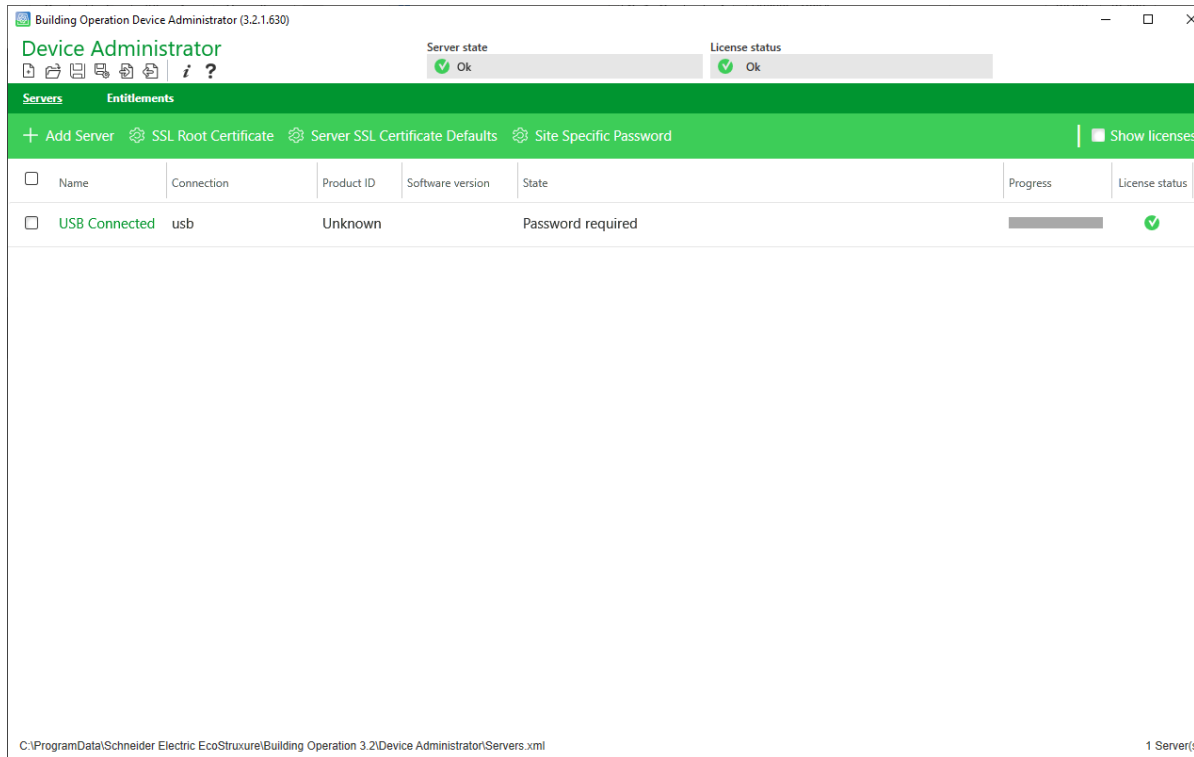 Building Operation Device Administrator (3.2.1.630)
Device Administrator
Server state
License status
i ?
Ok
Ok
Servers Entitlements
Add Server SSL Root Certificate Server SSL Certificate Defaults Site Specific Password Show licenses
Name Connection Product ID Software version State Progress License status
USB Connected usb Unknown Password required
C:\ProgramData\Schneider Electric EcoStruxure\Building Operation 3.2\Device Administrator\Servers.xml 1 Server(s